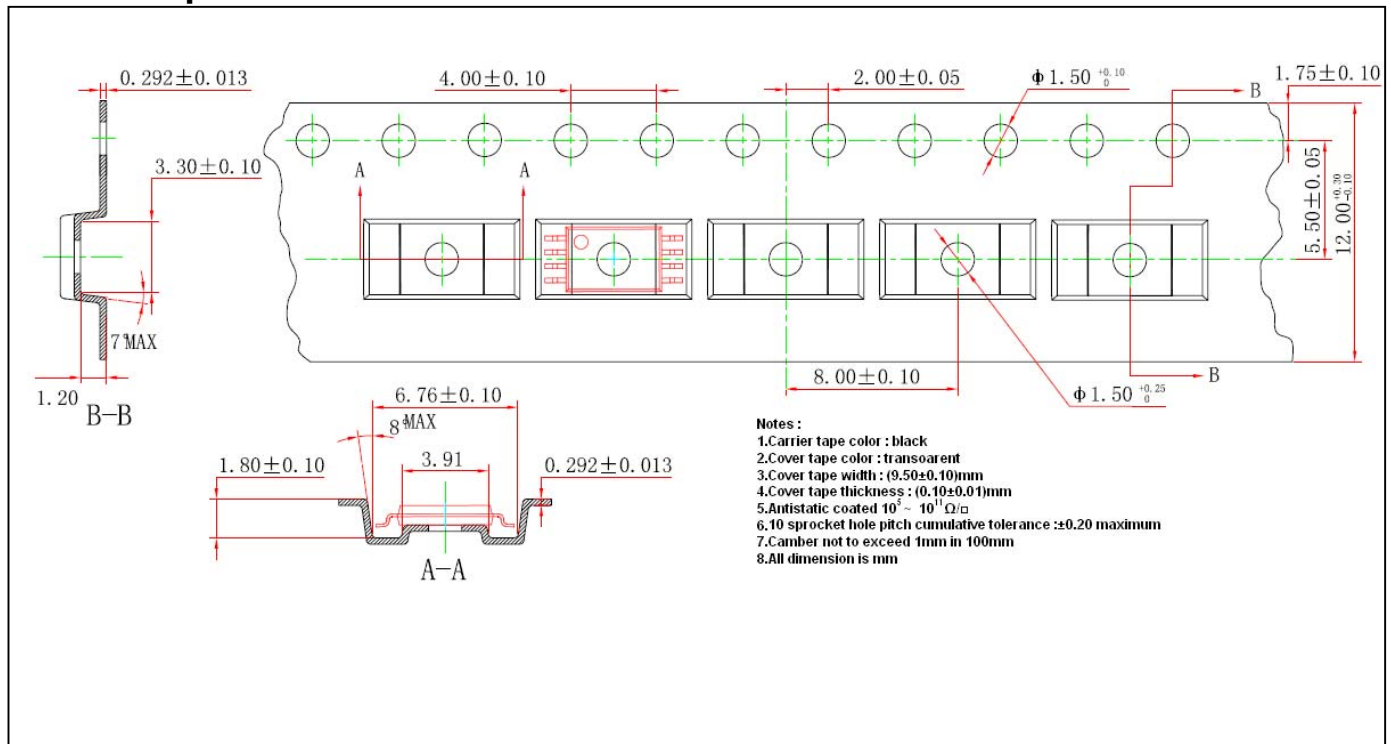 0.292±0.013
4.00±0.10
2.00±0.05
ϕ1.50 +0.10 0
B
1.75±0.10
3.30±0.10
A
A
5.50±0.05
12.00 +0.30 -0.10
7°MAX
1.20
B-B
8.00±0.10
B
ϕ1.50 +0.25 0
6.76±0.10
8°MAX
1.80±0.10
3.91
0.292±0.013
A-A
Notes :
1.Carrier tape color : black
2.Cover tape color : transoarent
3.Cover tape width : (9.50±0.10)mm
4.Cover tape thickness : (0.10±0.01)mm
5.Antistatic coated 10⁵ ~ 10¹¹ Ω/□
6.10 sprocket hole pitch cumulative tolerance :±0.20 maximum
7.Camber not to exceed 1mm in 100mm
8.All dimension is mm